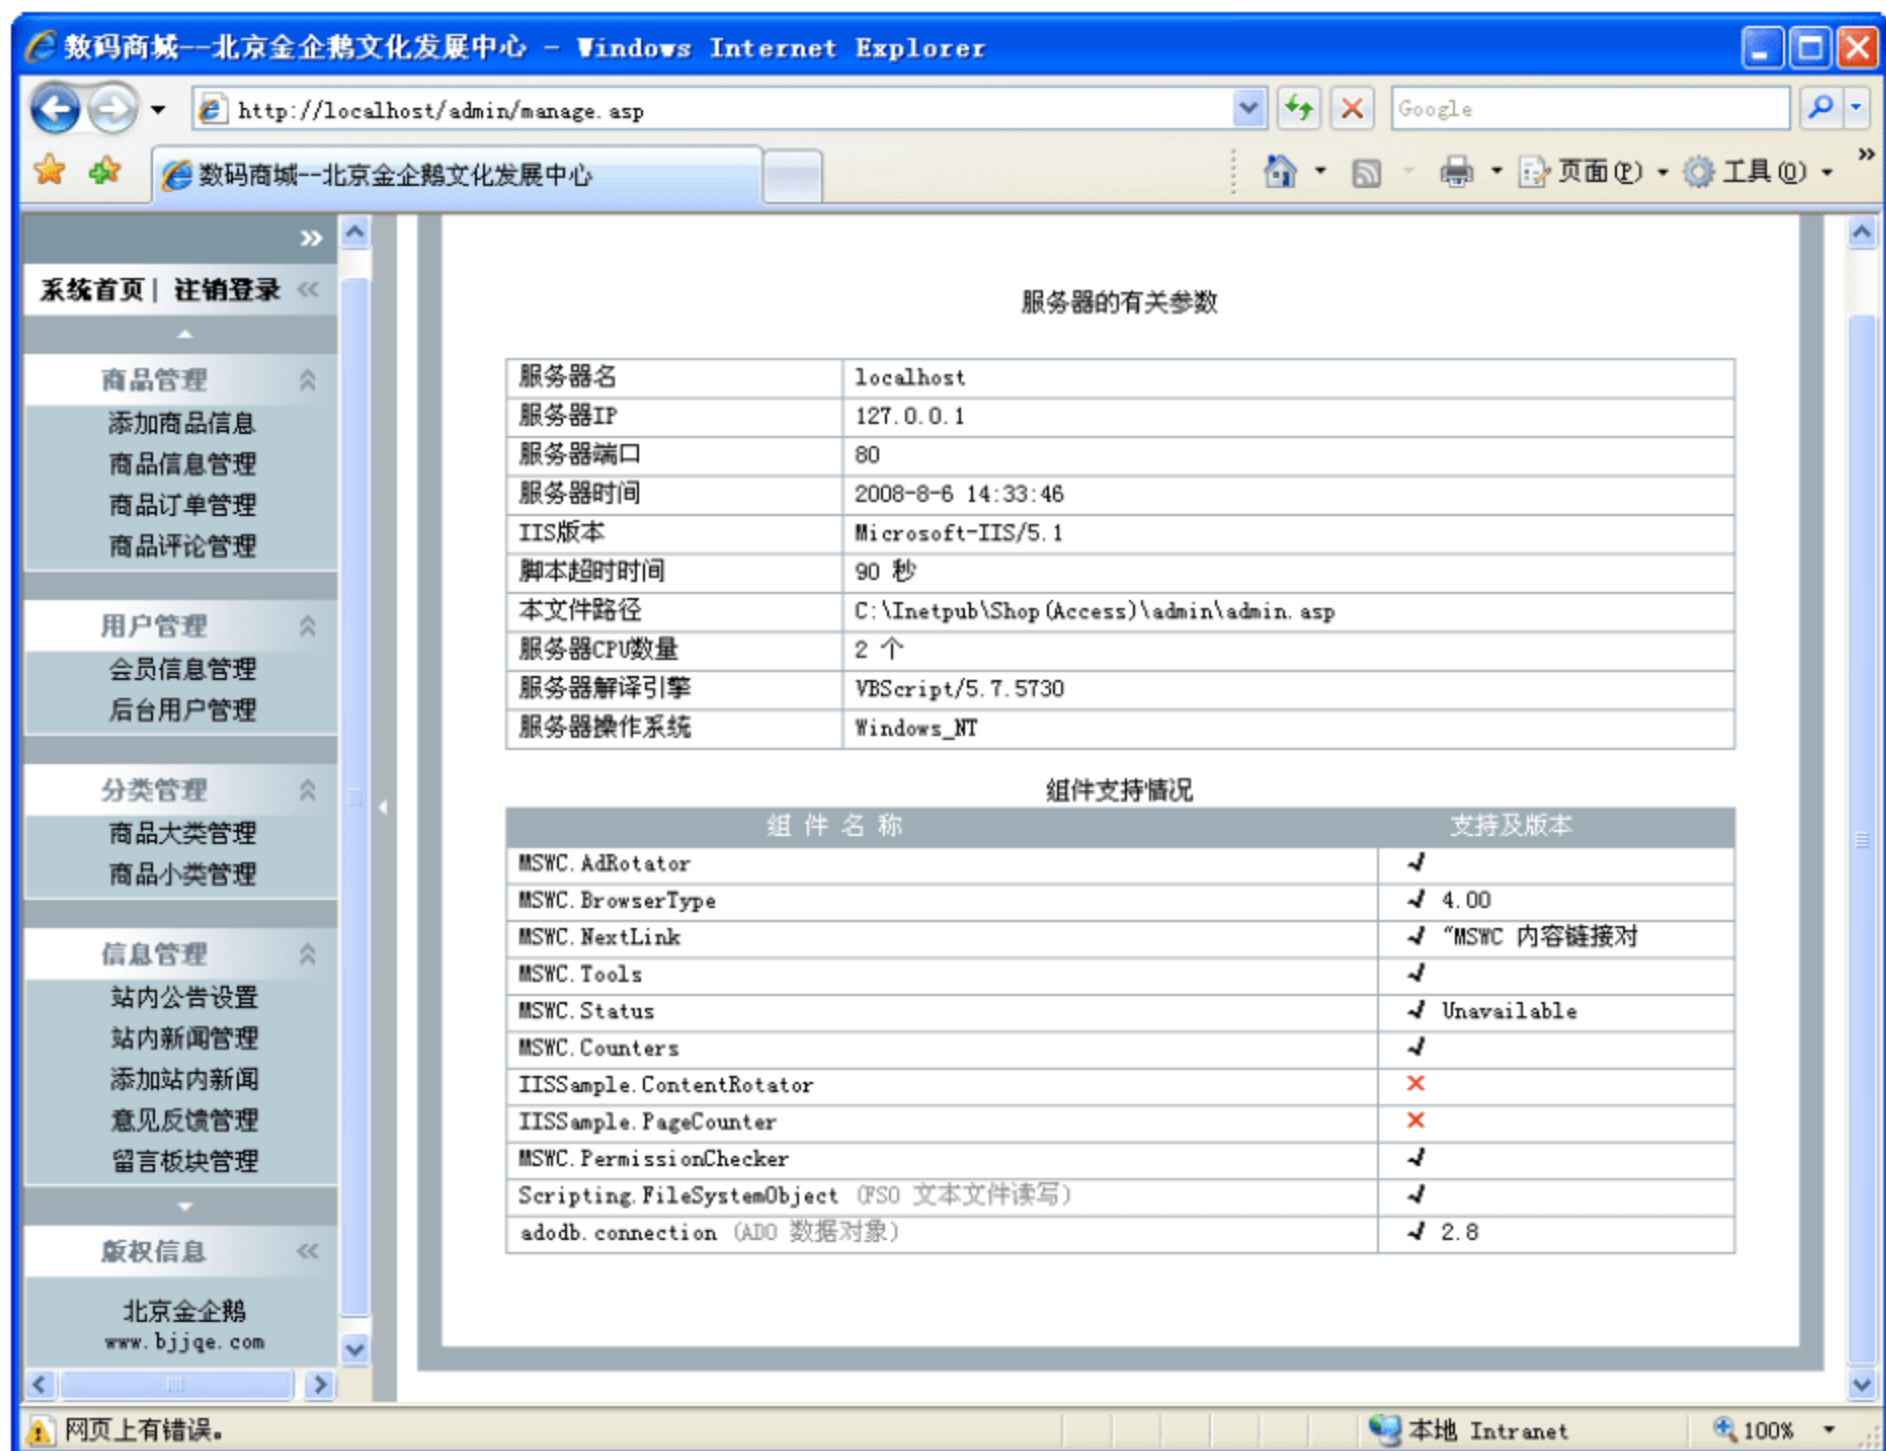 数码商城--北京金企鹅文化发展中心 - Windows Internet Explorer
http://localhost/admin/manage.asp
Google
数码商城--北京金企鹅文化发展中心
页面(P)
工具(O)
»
系统首页| 注销登录
商品管理
添加商品信息
商品信息管理
商品订单管理
商品评论管理
用户管理
会员信息管理
后台用户管理
分类管理
商品大类管理
商品小类管理
信息管理
站内公告设置
站内新闻管理
添加站内新闻
意见反馈管理
留言板块管理
版权信息
北京金企鹅
www.bjjqe.com
服务器的有关参数
服务器名 localhost
服务器IP 127.0.0.1
服务器端口 80
服务器时间 2008-8-6 14:33:46
IIS版本 Microsoft-IIS/5.1
脚本超时时间 90 秒
本文件路径 C:\Inetpub\Shop(Access)\admin\admin.asp
服务器CPU数量 2 个
服务器解译引擎 VBScript/5.7.5730
服务器操作系统 Windows_NT
组件支持情况
组 件 名 称 支持及版本
MSWC.AdRotator √
MSWC.BrowserType √ 4.00
MSWC.NextLink √ “MSWC 内容链接对
MSWC.Tools √
MSWC.Status √ Unavailable
MSWC.Counters √
IISSample.ContentRotator ×
IISSample.PageCounter ×
MSWC.PermissionChecker √
Scripting.FileSystemObject (FSO 文本文件读写) √
adodb.connection (ADO 数据对象) √ 2.8
网页上有错误。
本地 Intranet
100%